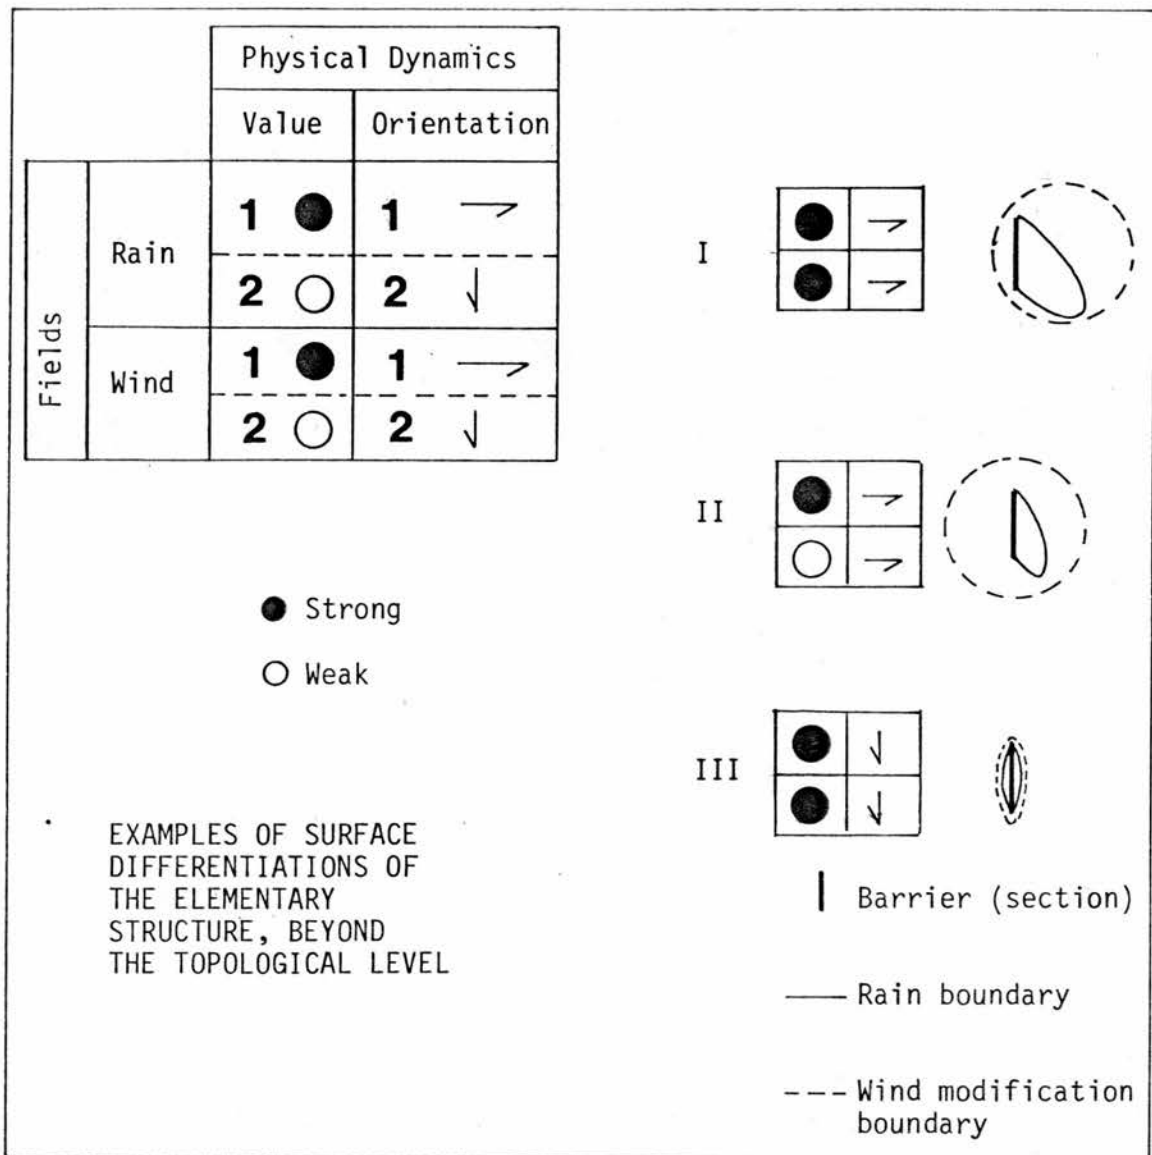 Physical Dynamics
Value Orientation
Fields
Rain
1 1
2 2
Wind
1 1
2 2
Strong
Weak
EXAMPLES OF SURFACE
DIFFERENTIATIONS OF
THE ELEMENTARY
STRUCTURE, BEYOND
THE TOPOLOGICAL LEVEL
I
II
III
Barrier (section)
Rain boundary
Wind modification
boundary